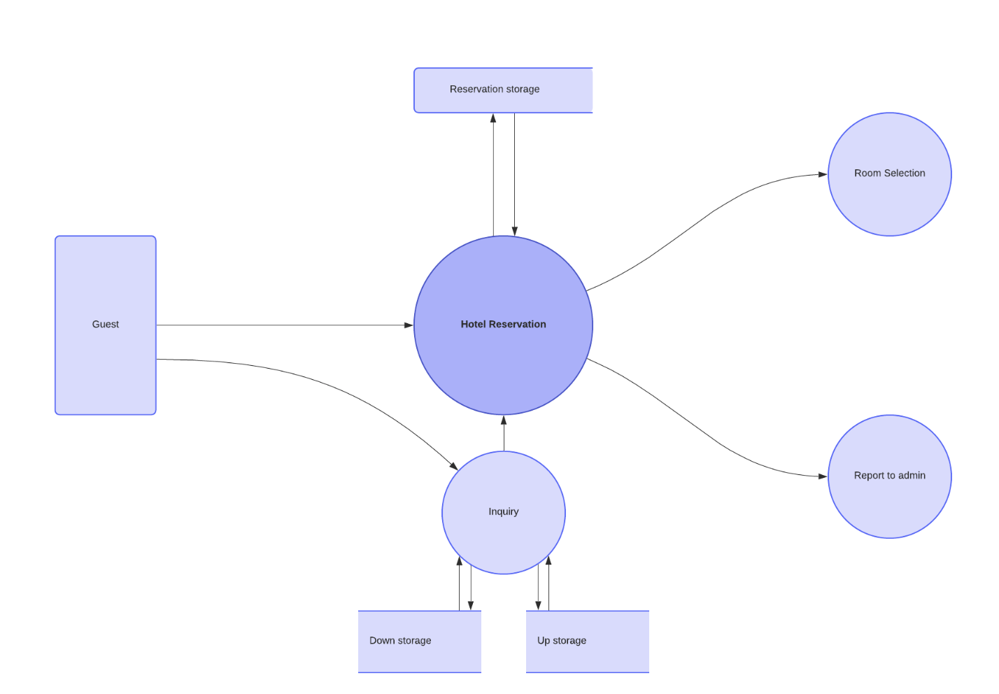 Reservation storage
Room Selection
Guest
Hotel Reservation
Report to admin
Inquiry
Down storage
Up storage